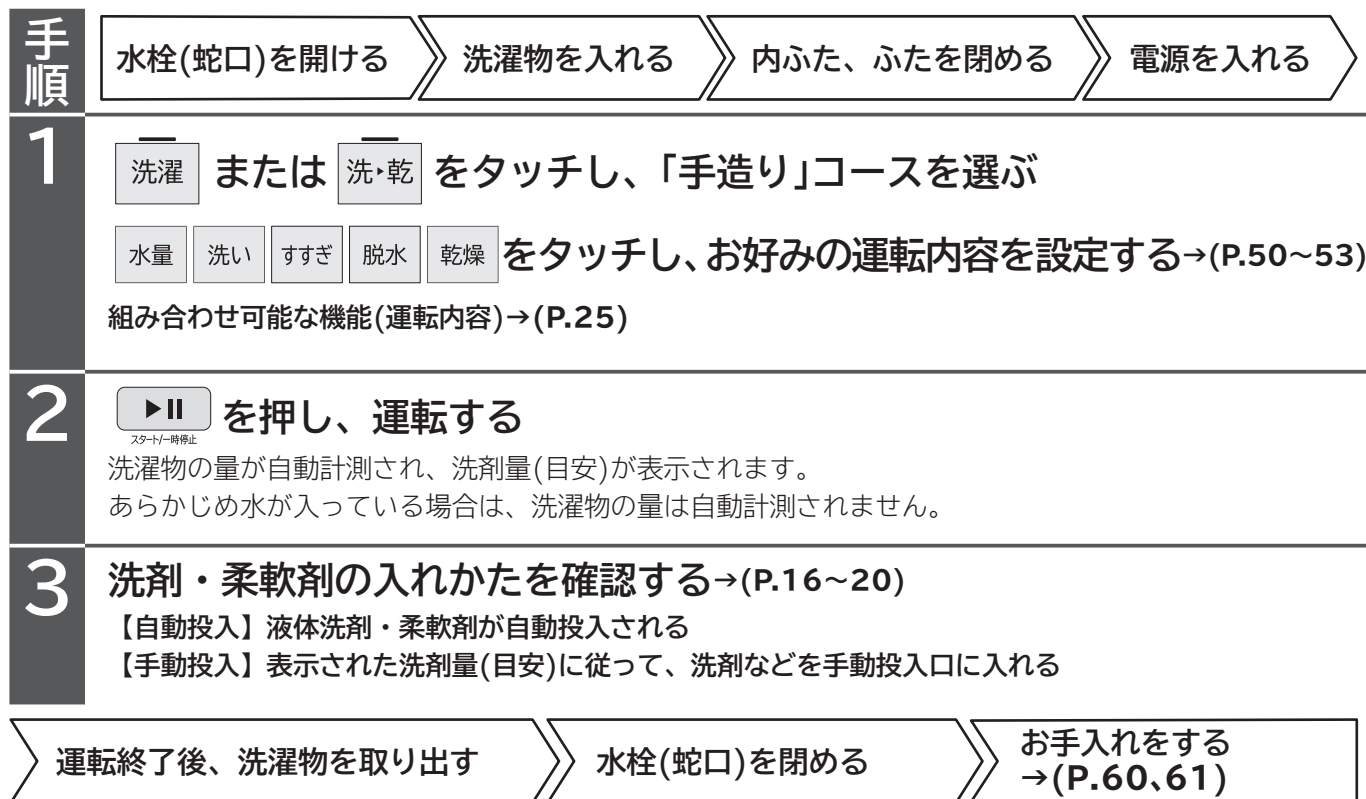 手順
水栓(蛇口)を開ける 洗濯物を入れる 内ふた、ふたを閉める 電源を入れる
1
洗濯 または 洗▸乾 をタッチし、「手造り」コースを選ぶ
水量 洗い すすぎ 脱水 乾燥 をタッチし、お好みの運転内容を設定する→(P.50~53)
組み合わせ可能な機能(運転内容)→(P.25)
2
を押し、運転する
スタート/一時停止
洗濯物の量が自動計測され、洗剤量(目安)が表示されます。
あらかじめ水が入っている場合は、洗濯物の量は自動計測されません。
3
洗剤・柔軟剤の入れかたを確認する→(P.16~20)
【自動投入】液体洗剤・柔軟剤が自動投入される
【手動投入】表示された洗剤量(目安)に従って、洗剤などを手動投入口に入れる
運転終了後、洗濯物を取り出す 水栓(蛇口)を閉める お手入れをする
→(P.60、61)